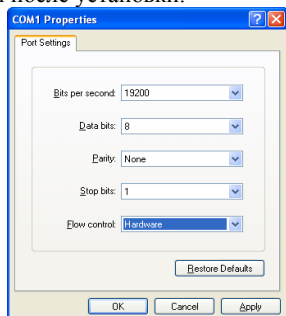 после установки.
COM1 Properties
Port Settings
Bits per second: 19200
Data bits: 8
Parity: None
Stop bits: 1
Flow control: Hardware
Restore Defaults
OK Cancel Apply